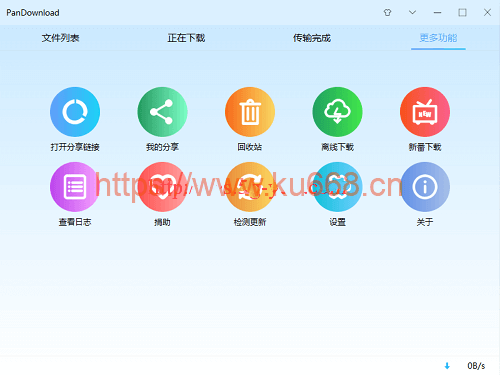 PanDownload
文件列表 正在下载 传输完成 更多功能
NEW
打开分享链接 我的分享 回收站 离线下载 新番下载
http://www.ku668.cn
查看日志 捐助 检测更新 设置 关于
0B/s